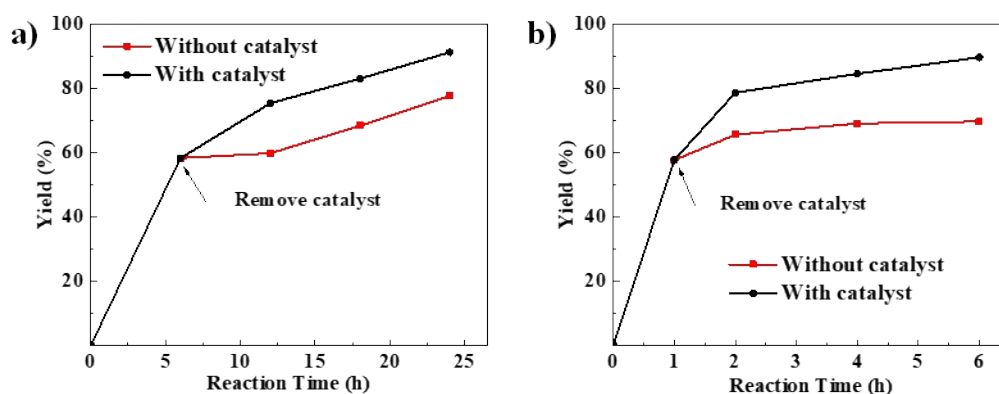 a)
Without catalyst
With catalyst
Remove catalyst
Yield (%)
100
80
60
40
20
0
5
10
15
20
25
Reaction Time (h)
b)
Remove catalyst
Without catalyst
With catalyst
Yield (%)
100
80
60
40
20
0
1
2
3
4
5
6
Reaction Time (h)